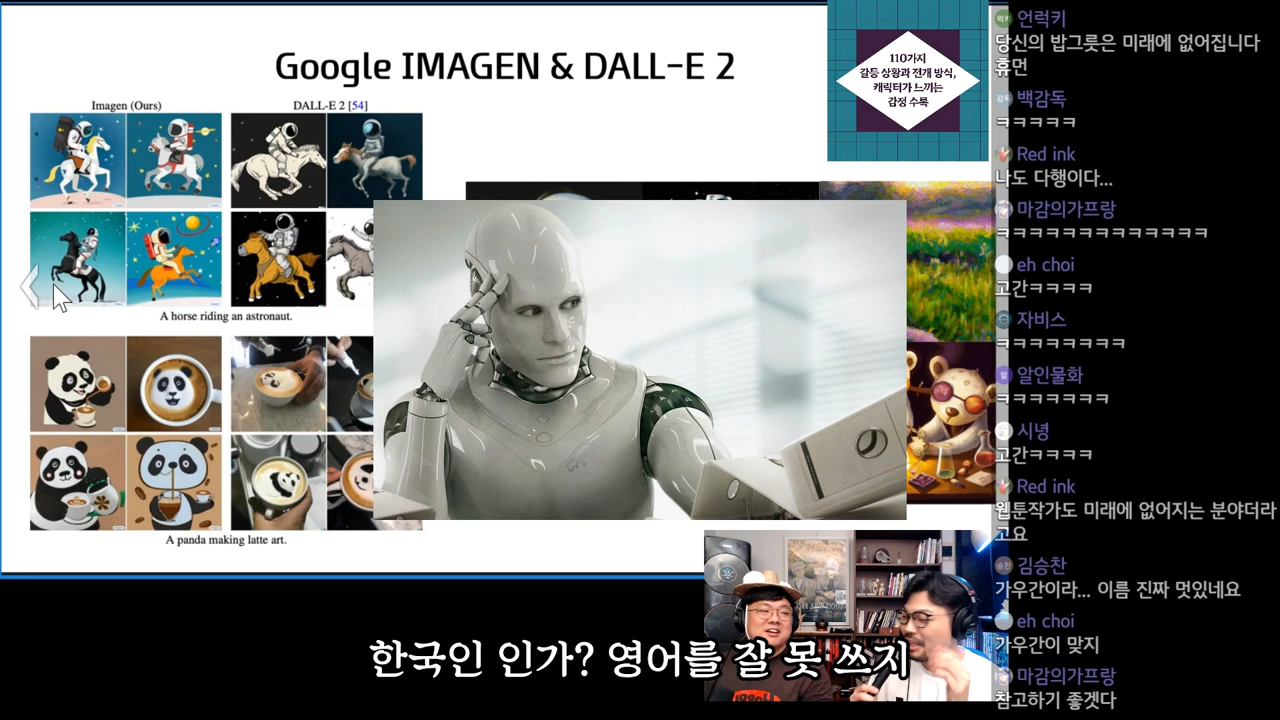 Google IMAGEN & DALL-E 2
Imagen (Ours)
DALL-E 2 [54]
A horse riding an astronaut.
A panda making latte art.
110가지
갈등 상황과 전개 방식,
캐릭터가 느끼는
감정 수록
한국인 인가? 영어를 잘 못 쓰지
언럭키
당신의 밥그릇은 미래에 없어집니다
휴먼
백감독
ㅋㅋㅋㅋㅋ
Red ink
나도 다행이다...
마감의가프랑
ㅋㅋㅋㅋㅋㅋㅋㅋㅋㅋㅋㅋㅋ
eh choi
고간ㅋㅋㅋㅋ
자비스
ㅋㅋㅋㅋㅋㅋㅋㅋ
알인물화
ㅋㅋㅋㅋㅋㅋㅋ
시녕
고간ㅋㅋㅋㅋ
Red ink
웹툰작가도 미래에 없어지는 분야더라
고요
김승찬
가우간이라... 이름 진짜 멋있네요
eh choi
가우간이 맞지
마감의가프랑
참고하기 좋겟다